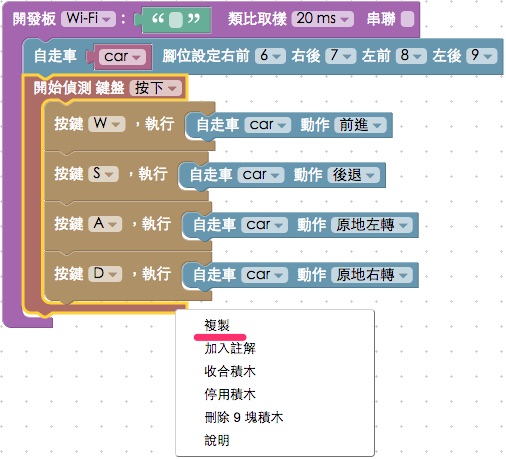 開發板 Wi-Fi ： “ ” 類比取樣 20 ms 串聯
自走車 car 腳位設定右前 6 右後 7 左前 8 左後 9
開始偵測 鍵盤 按下
按鍵 W ，執行 自走車 car 動作 前進
按鍵 S ，執行 自走車 car 動作 後退
按鍵 A ，執行 自走車 car 動作 原地左轉
按鍵 D ，執行 自走車 car 動作 原地右轉
複製
加入註解
收合積木
停用積木
刪除 9 塊積木
說明